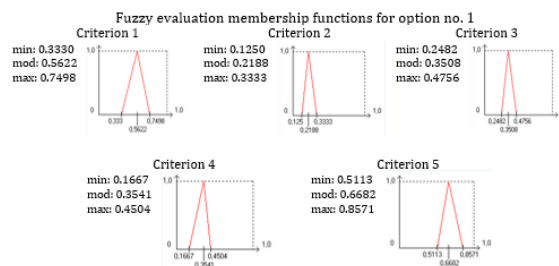 Fuzzy evaluation membership functions for option no. 1
Criterion 1
min: 0.3330
mod: 0.5622
max: 0.7498
1,0
0
0.333
0.7498
1,0
0.5622
Criterion 2
min: 0.1250
mod: 0.2188
max: 0.3333
1,0
0
0.125
0.3333
1,0
0.2188
Criterion 3
min: 0.2482
mod: 0.3508
max: 0.4756
1,0
0
0.2482
0.4756
1,0
0.3508
Criterion 4
min: 0.1667
mod: 0.3541
max: 0.4504
1,0
0
0.1667
0.4504
1,0
0.3541
Criterion 5
min: 0.5113
mod: 0.6682
max: 0.8571
1,0
0
0.5113
0.8571
1,0
0.6682